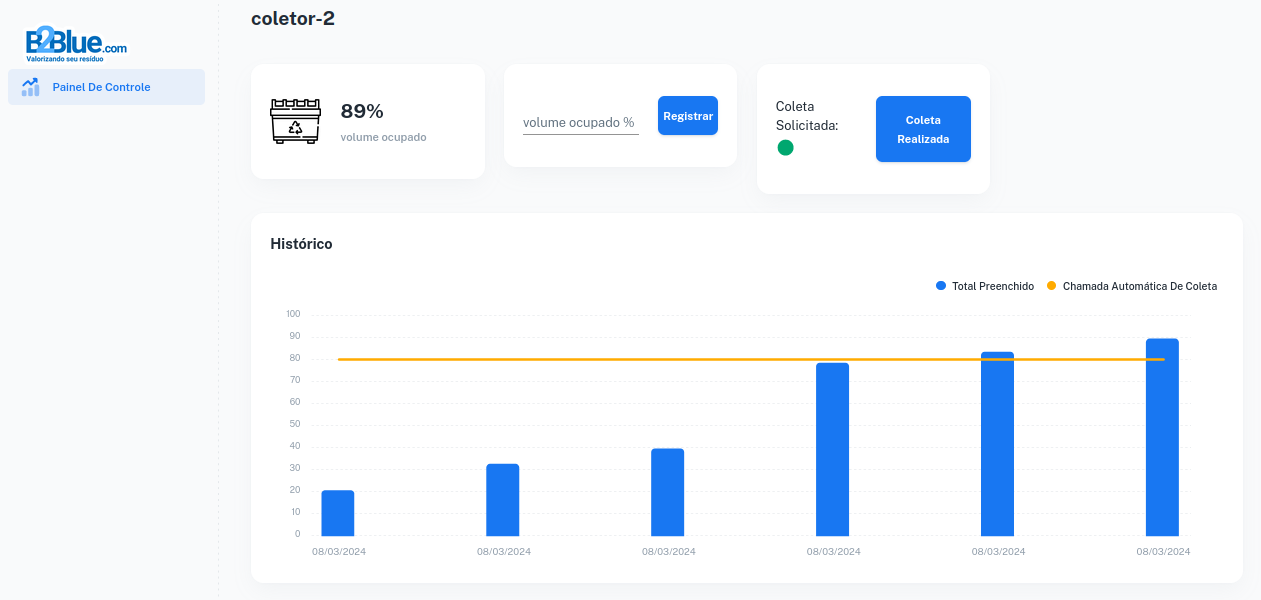 coletor-2
B2Blue.com
Valorizando seu resíduo
Painel De Controle
89%
volume ocupado
volume ocupado %
Registrar
Coleta
Solicitada:
Coleta
Realizada
Histórico
Total Preenchido
Chamada Automática De Coleta
100
90
80
70
60
50
40
30
20
10
0
08/03/2024 08/03/2024 08/03/2024 08/03/2024 08/03/2024 08/03/2024